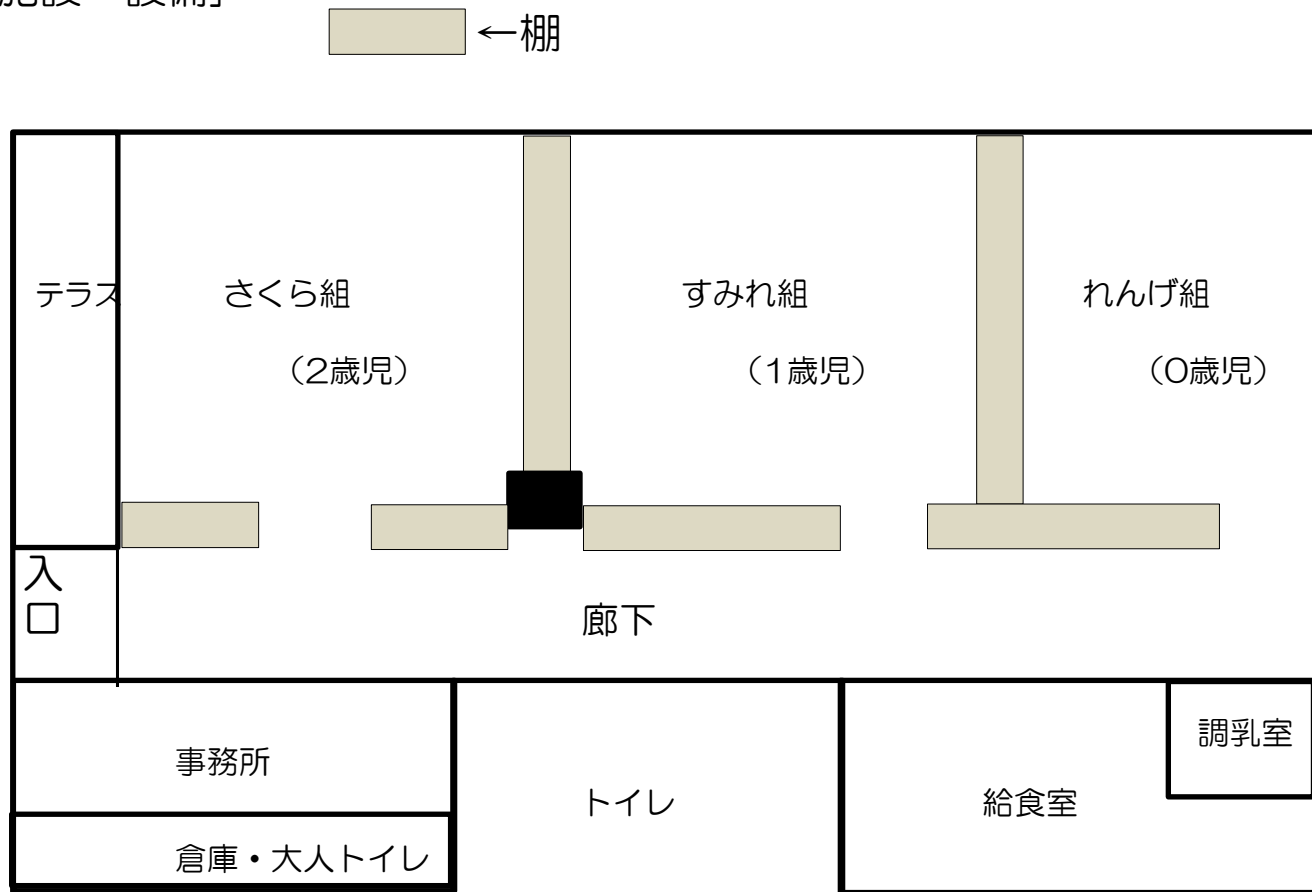 設備」
←棚
テラス
さくら組
(2歳児)
すみれ組
(1歳児)
れんげ組
(0歳児)
入口
廊下
事務所
トイレ
給食室
調乳室
倉庫・大人トイレ